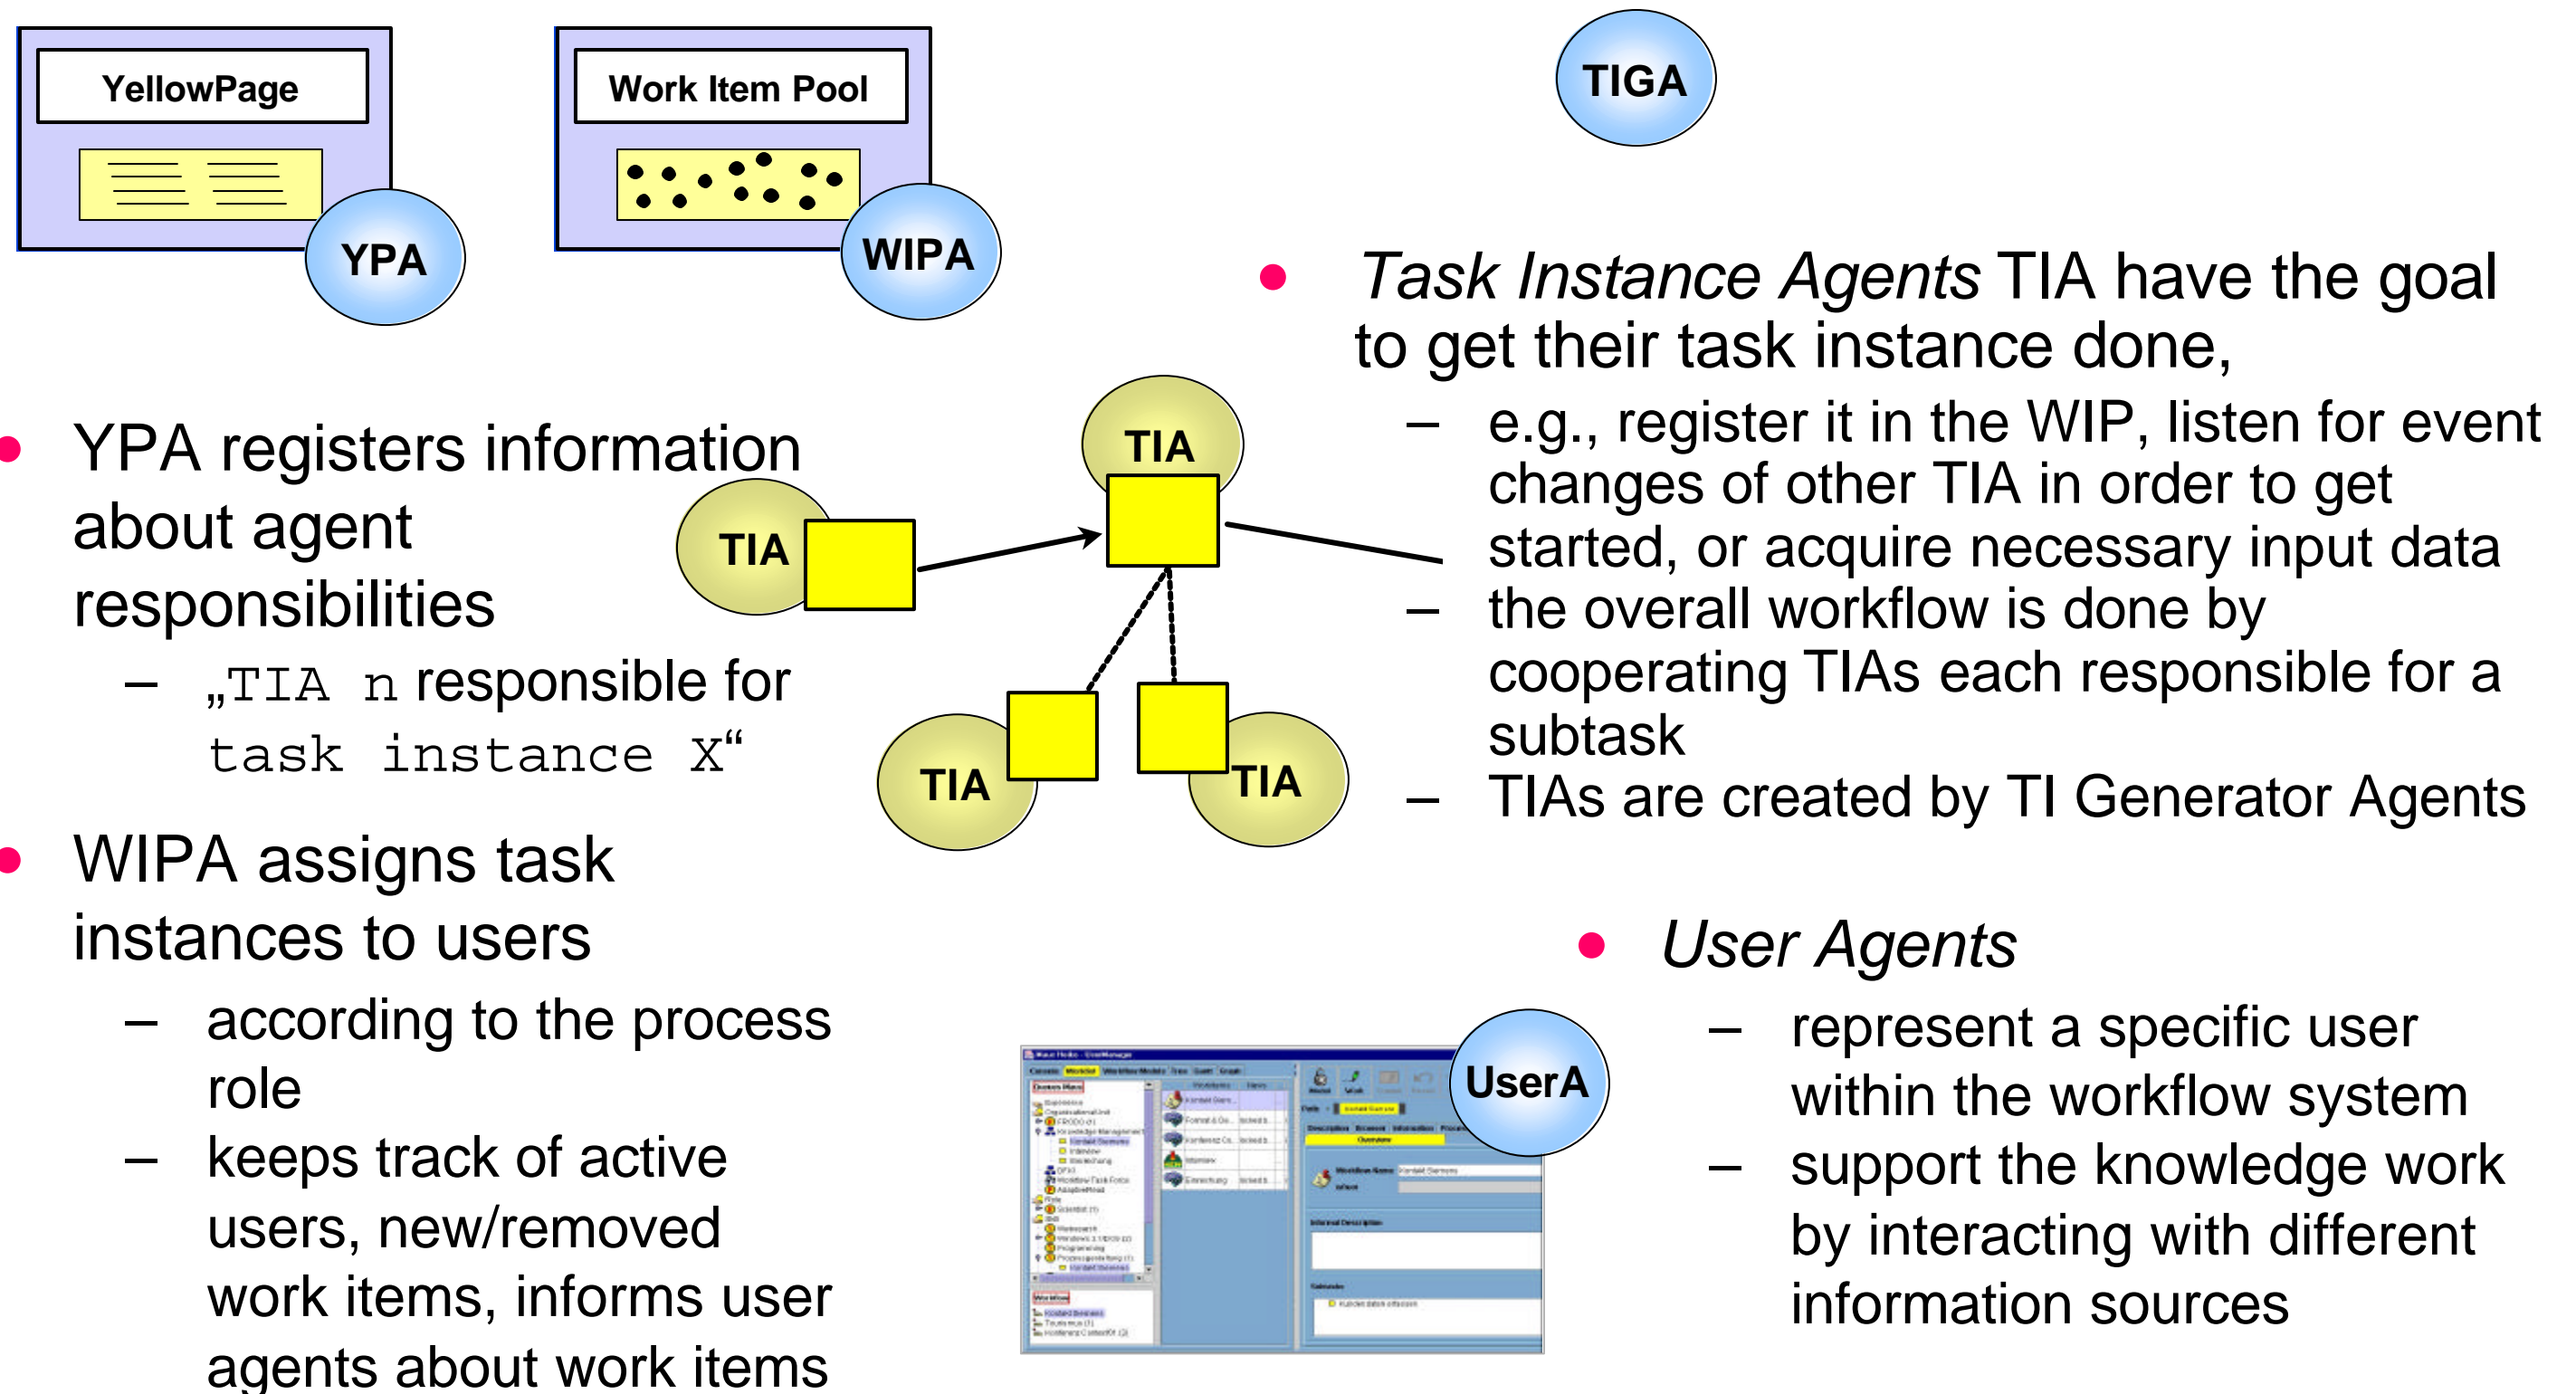 YellowPage
YPA
Work Item Pool
WIPA
TIGA
YPA registers information
about agent
responsibilities
– „TIA n responsible for
task instance X“
WIPA assigns task
instances to users
– according to the process
role
– keeps track of active
users, new/removed
work items, informs user
agents about work items
TIA
TIA
TIA
TIA
Task Instance Agents TIA have the goal
to get their task instance done,
– e.g., register it in the WIP, listen for event
changes of other TIA in order to get
started, or acquire necessary input data
– the overall workflow is done by
cooperating TIAs each responsible for a
subtask
– TIAs are created by TI Generator Agents
UserA
Overview
Workflow Name
Informal Description
Workflow
User Agents
– represent a specific user
within the workflow system
– support the knowledge work
by interacting with different
information sources